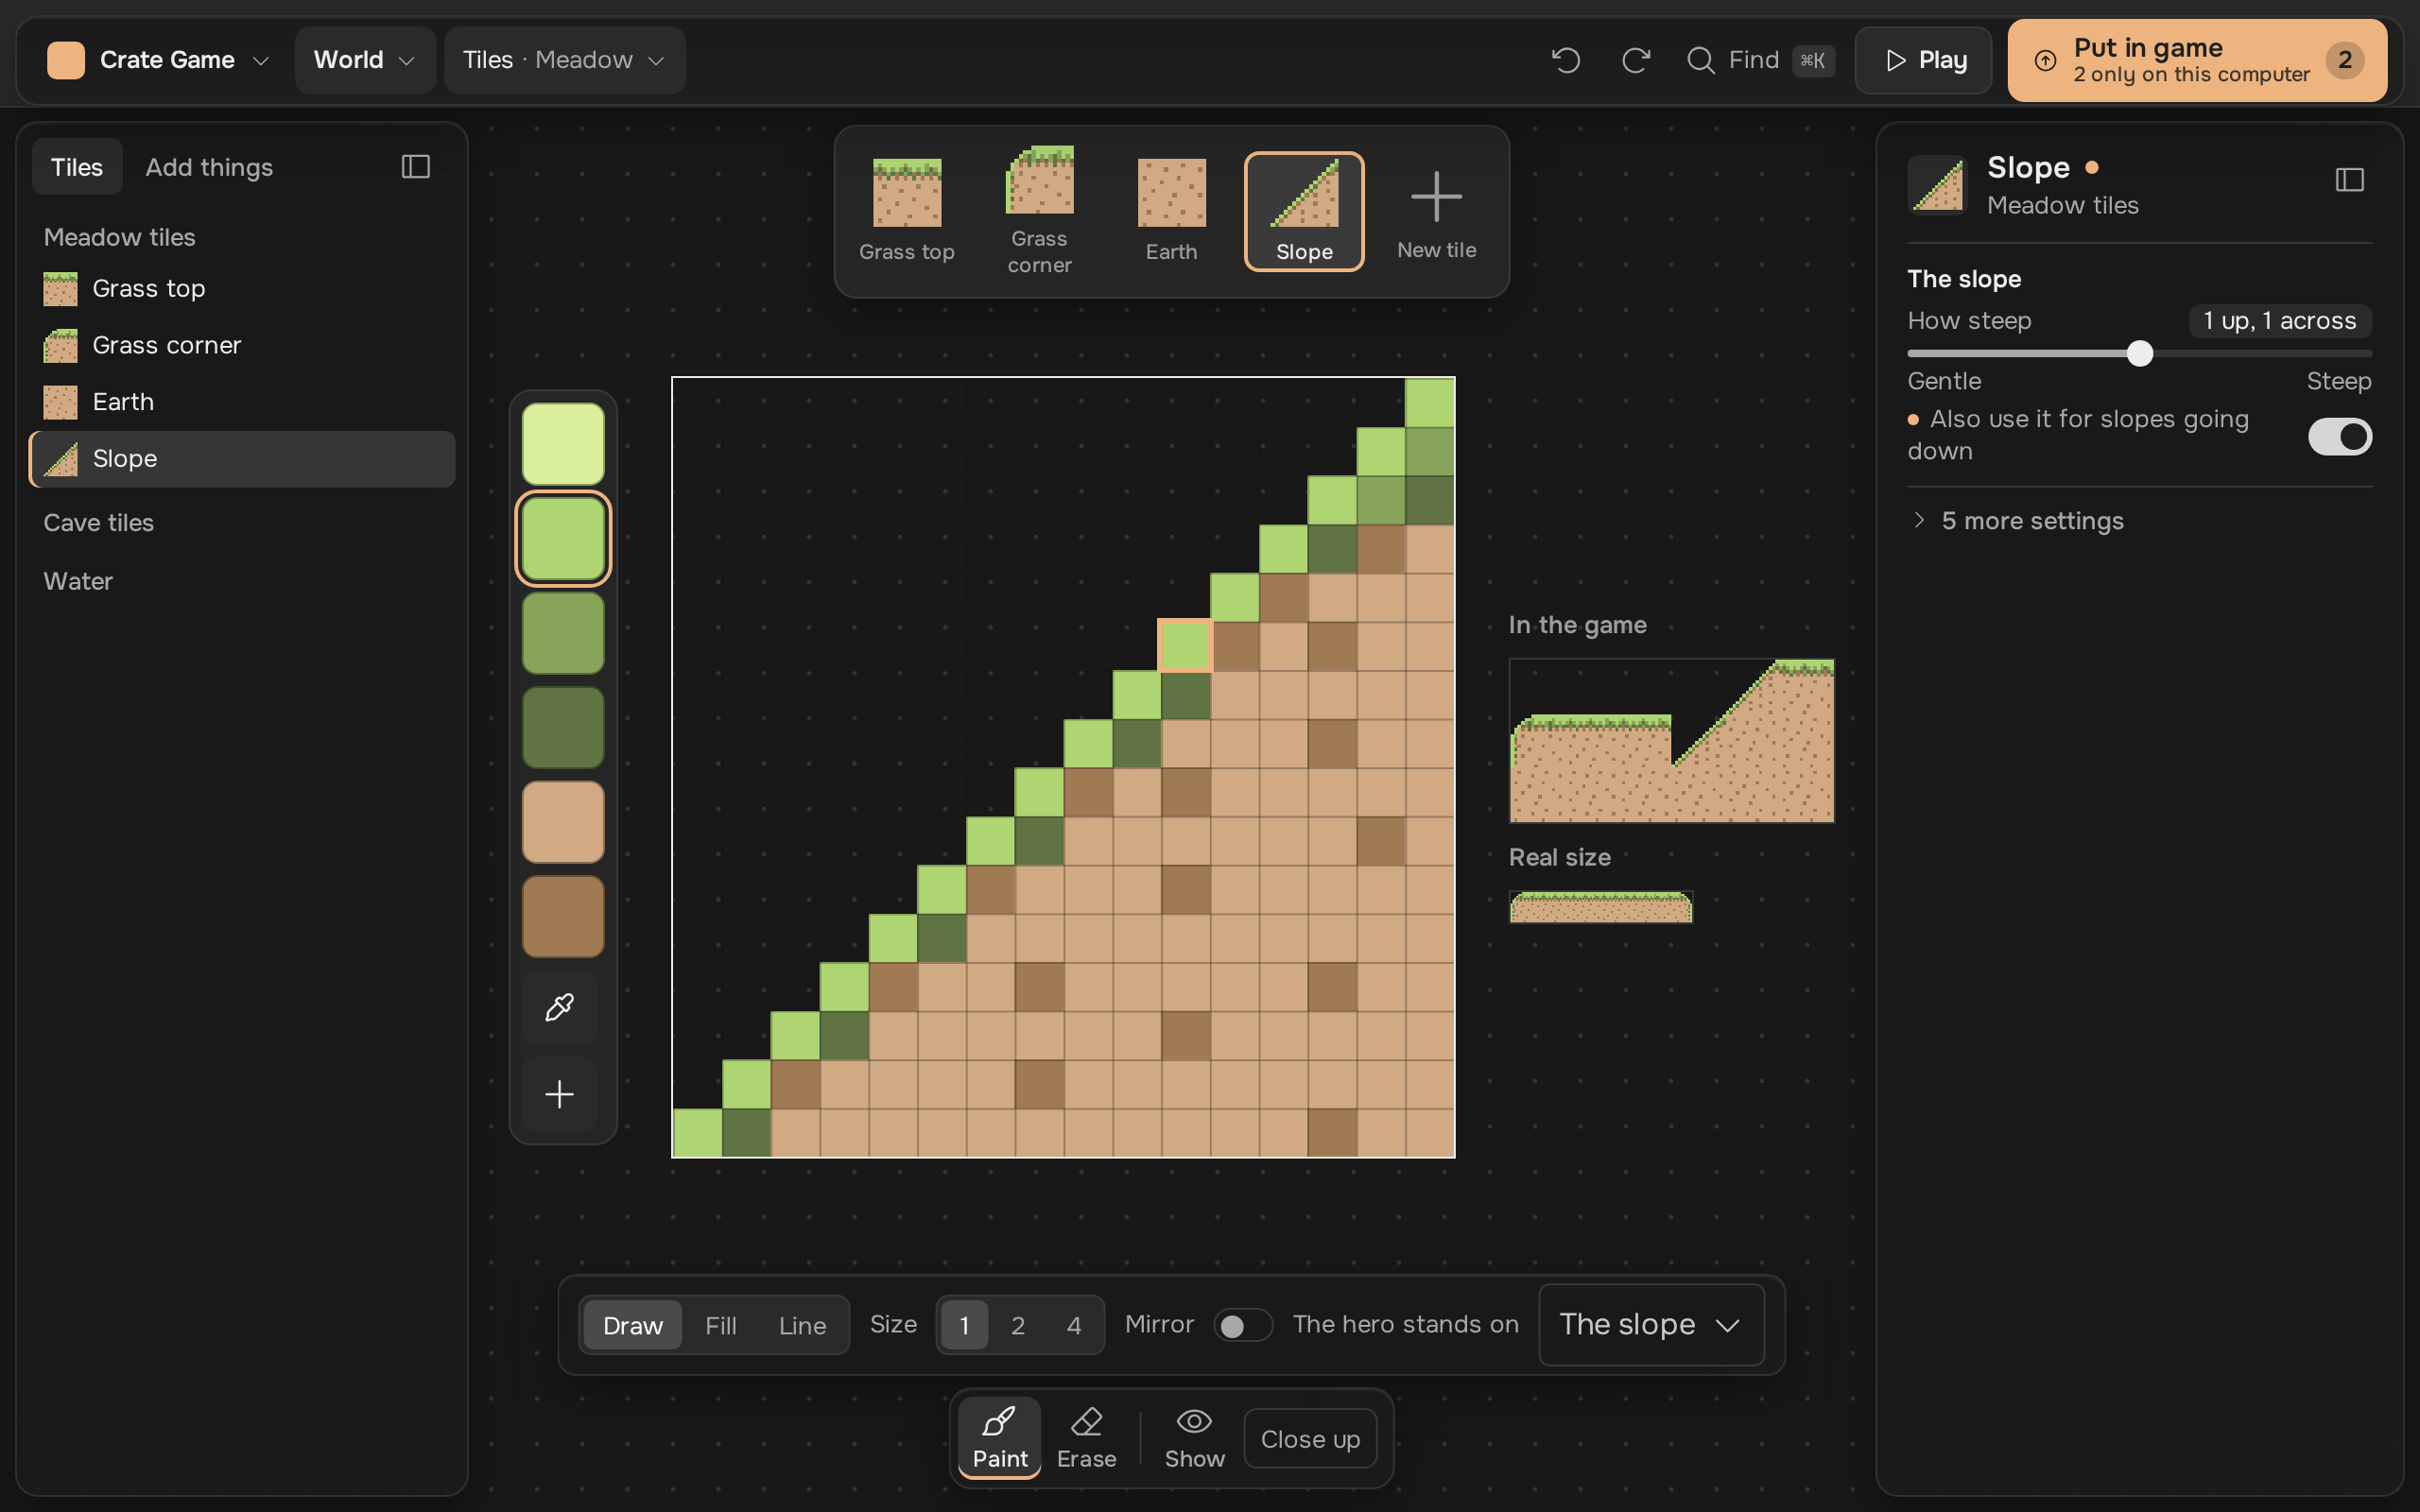 Crate Game
World
Tiles · Meadow
Find ⌘K
Play
Put in game
2 only on this computer
2
Tiles
Add things
Meadow tiles
Grass top
Grass corner
Earth
Slope
Cave tiles
Water
Grass top
Grass
corner
Earth
Slope
New tile
In the game
Real size
Draw
Fill
Line
Size
1
2
4
Mirror
The hero stands on
The slope
Paint
Erase
Show
Close up
Slope
Meadow tiles
The slope
How steep
1 up, 1 across
Gentle
Steep
Also use it for slopes going
down
5 more settings